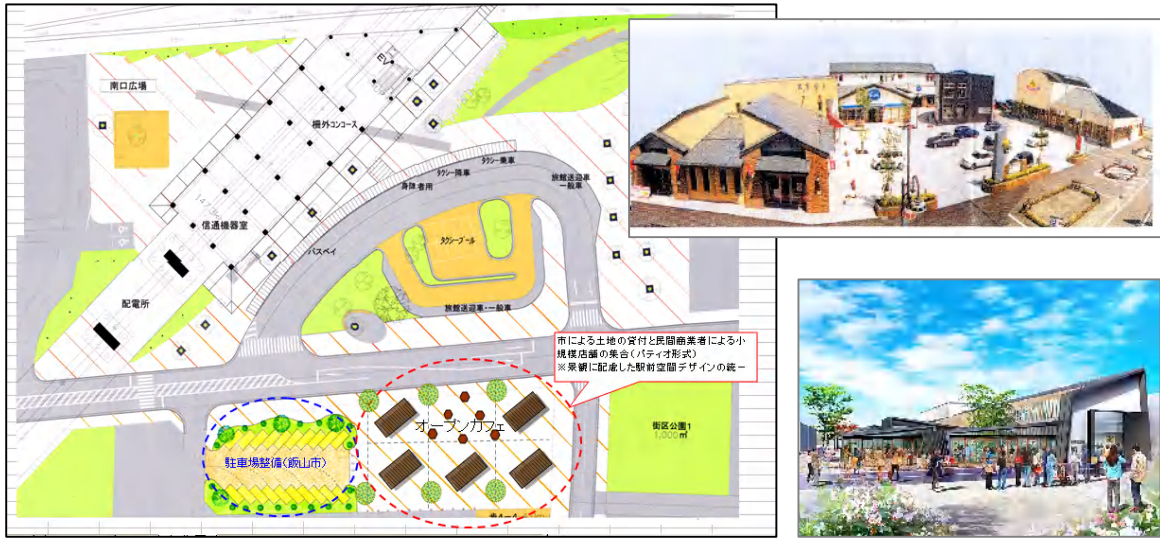 EV
南口広場
柵外コンコース
タクシー乗車
タクシー降車
身障者用
旅館送迎車
一般車
信通機器室
バスベイ
タクシープール
配電所
旅館送迎車・一般車
市による土地の貸付と民間商業者による小
規模店舗の集合(パティオ形式)
※景観に配慮した駅前空間デザインの統一
オープンカフェ
街区公園1
1,000㎡
駐車場整備(飯山市)